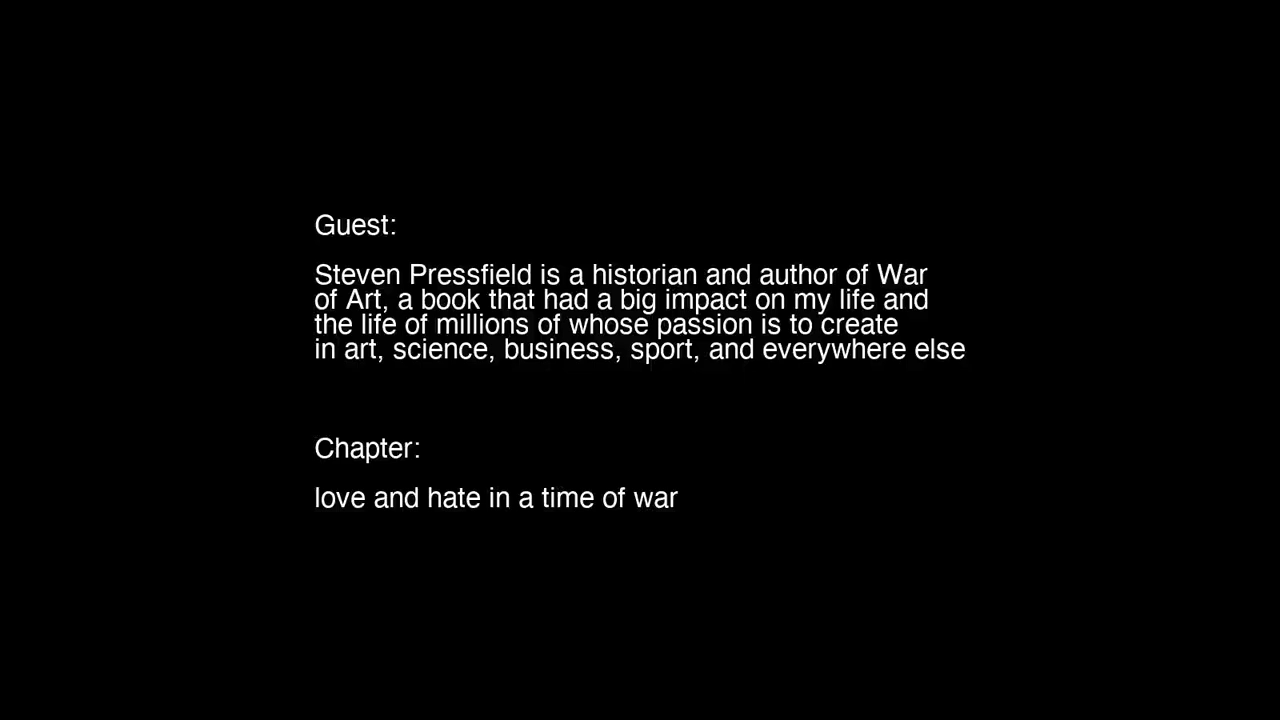 Guest:
Steven Pressfield is a historian and author of War
of Art, a book that had a big impact on my life and
the life of millions of whose passion is to create
in art, science, business, sport, and everywhere else
Chapter:
love and hate in a time of war